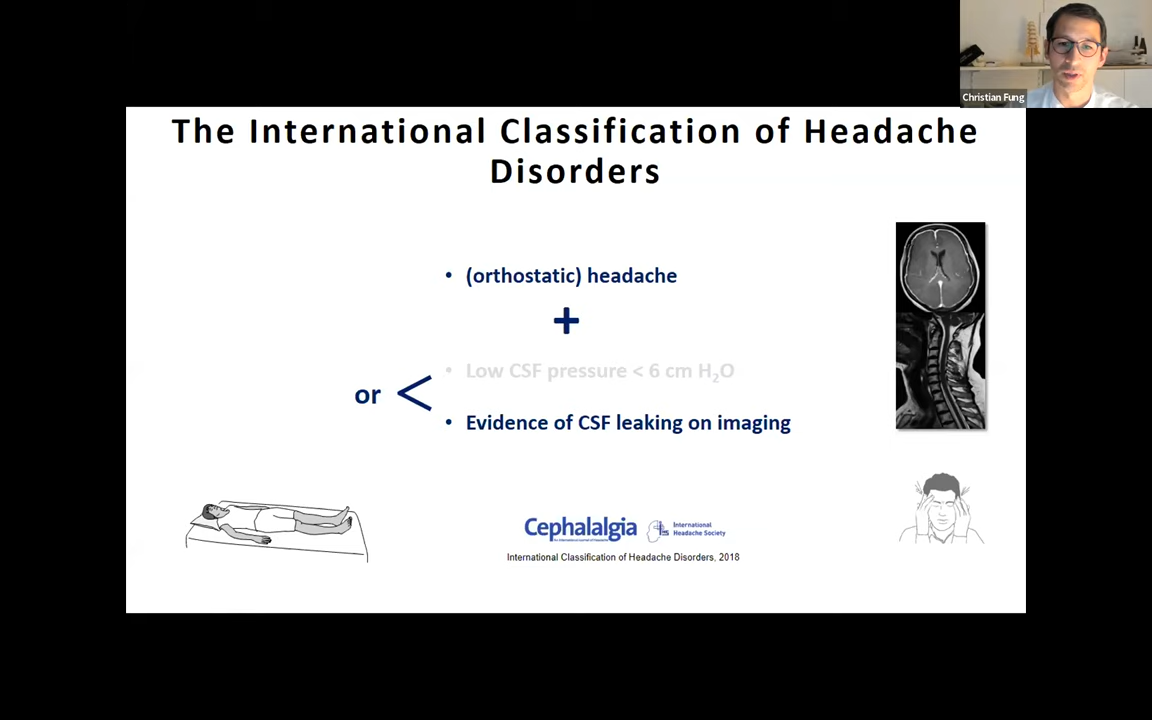 Christian Fung
The International Classification of Headache
Disorders
• (orthostatic) headache
+
• Low CSF pressure < 6 cm H₂O
or <
• Evidence of CSF leaking on imaging
Cephalalgia
International
Headache Society
International Classification of Headache Disorders, 2018